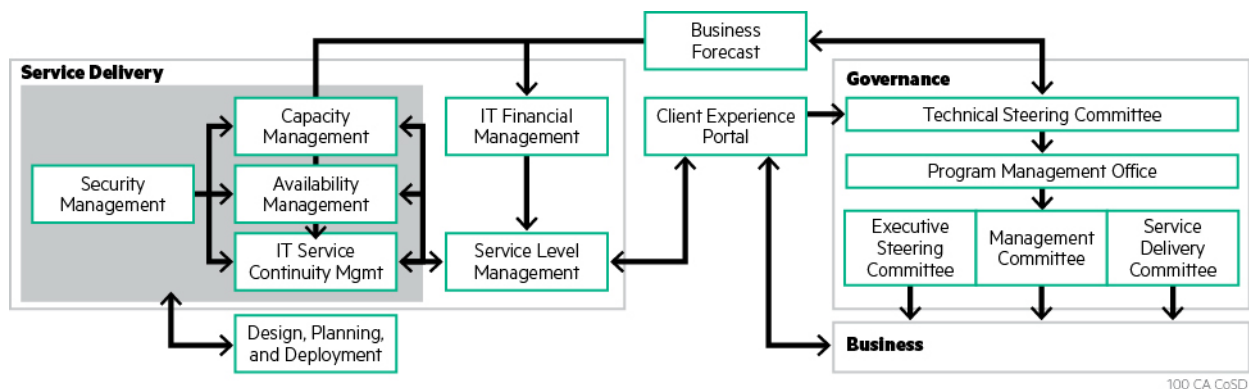 Business
Forecast
Service Delivery
Governance
Capacity
Management
IT Financial
Management
Client Experience
Portal
Technical Steering Committee
Security
Management
Availability
Management
Program Management Office
IT Service
Continuity Mgmt
Service Level
Management
Executive
Steering
Committee
Management
Committee
Service
Delivery
Committee
Design, Planning,
and Deployment
Business
100 CA CoSD